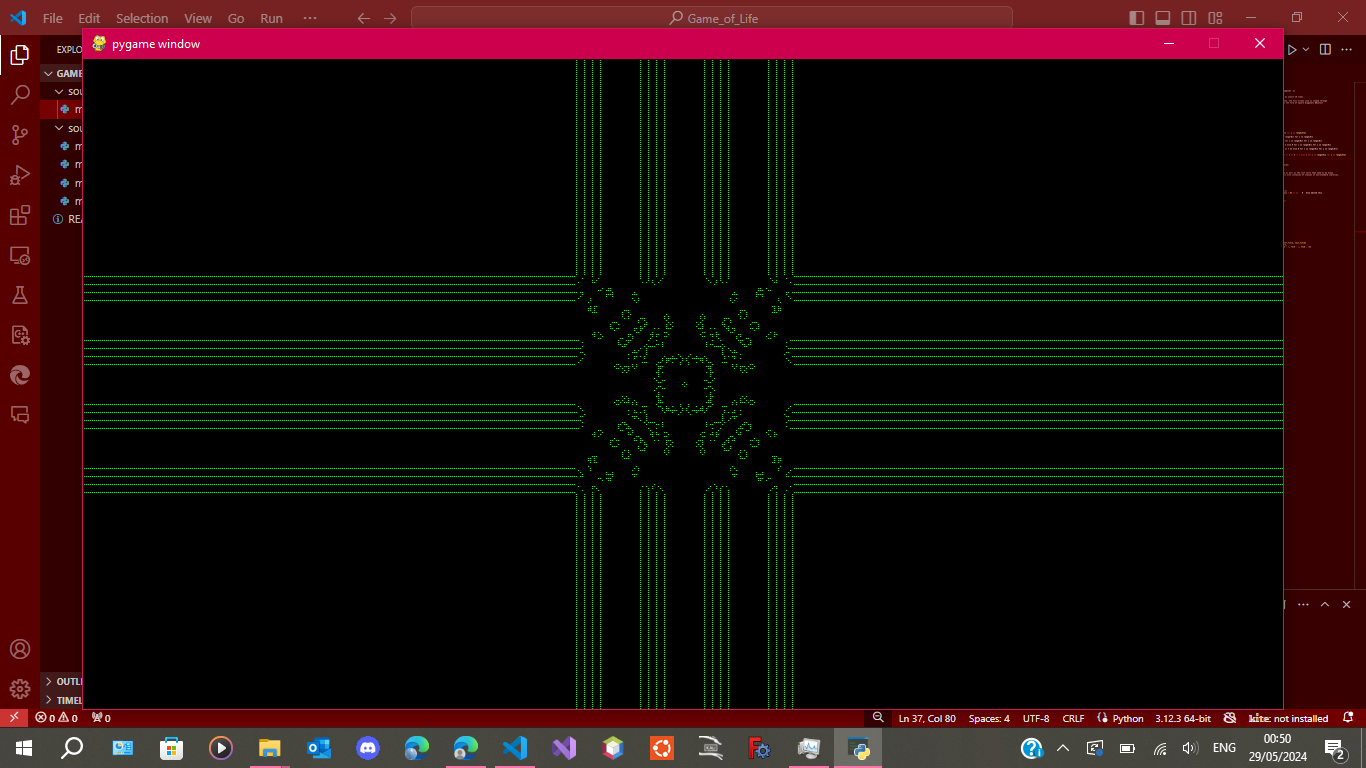 File Edit Selection View Go Run ··· Game_of_Life
pygame window
EXPLO
GAME
sou
m
sou
m
m
m
m
REA
OUTLI
TIMEL
0 0 0 Ln 37, Col 80 Spaces: 4 UTF-8 CRLF Python 3.12.3 64-bit kite: not installed
ENG 00:50
29/05/2024 2